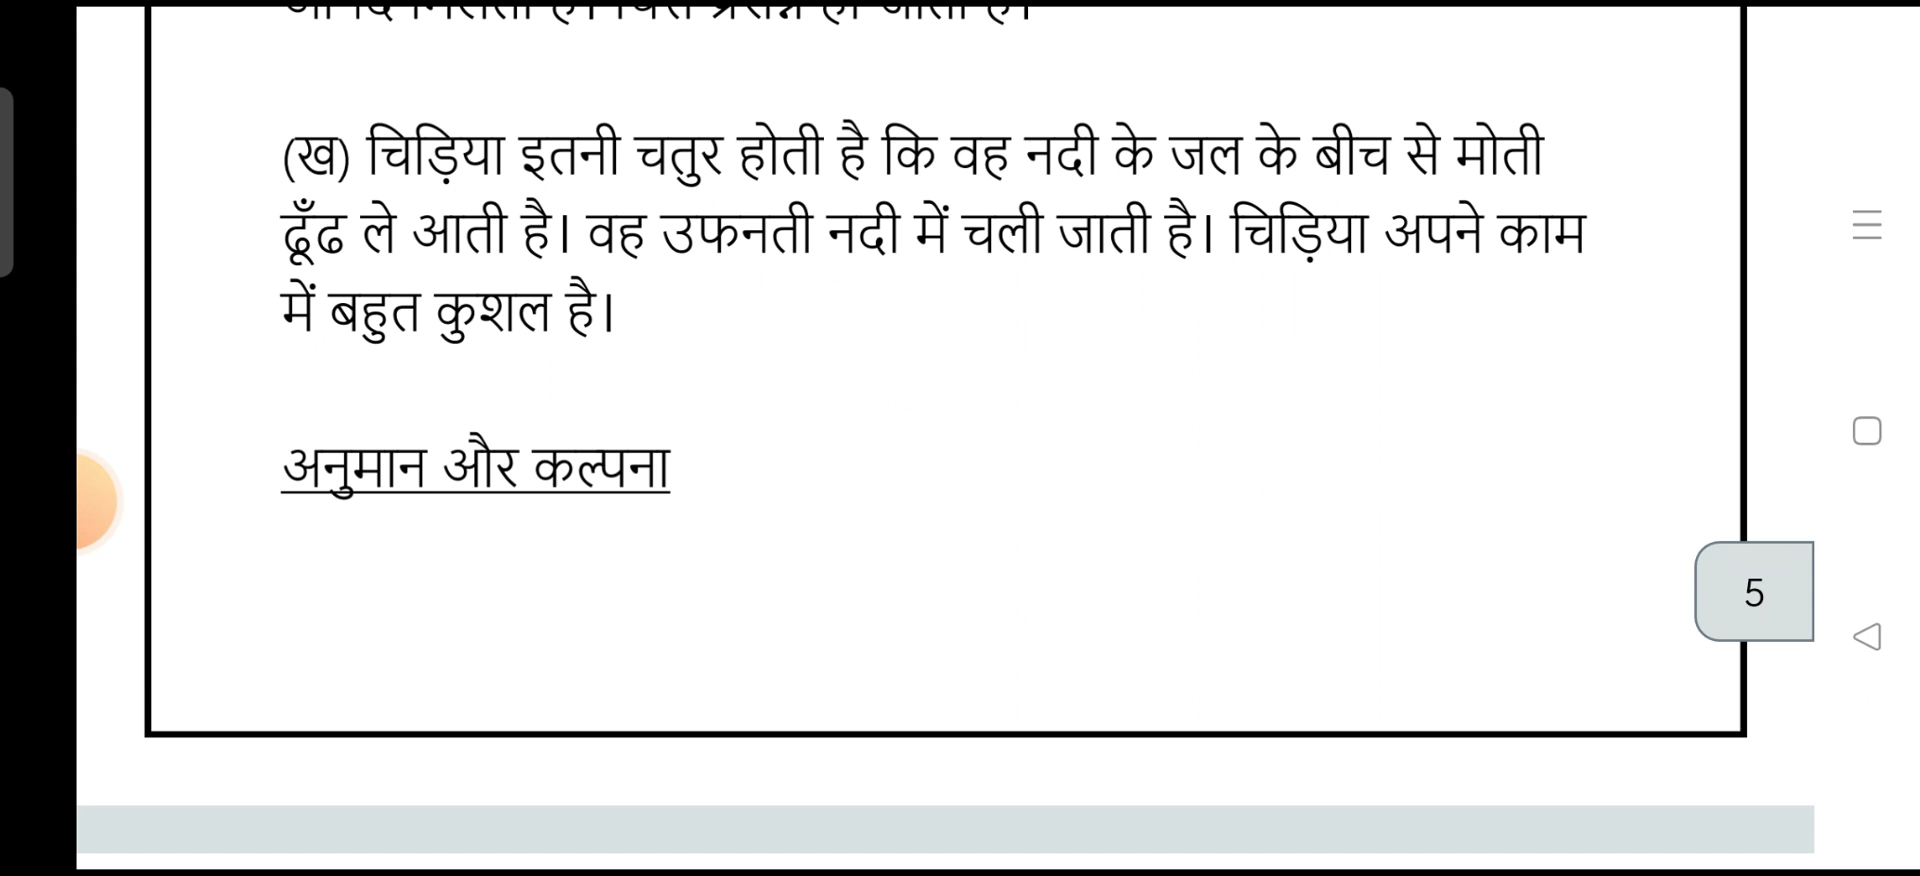 (ख) चिड़िया इतनी चतुर होती है कि वह नदी के जल के बीच से मोती
ढूँढ ले आती है। वह उफनती नदी में चली जाती है। चिड़िया अपने काम
में बहुत कुशल है।
अनुमान और कल्पना
5